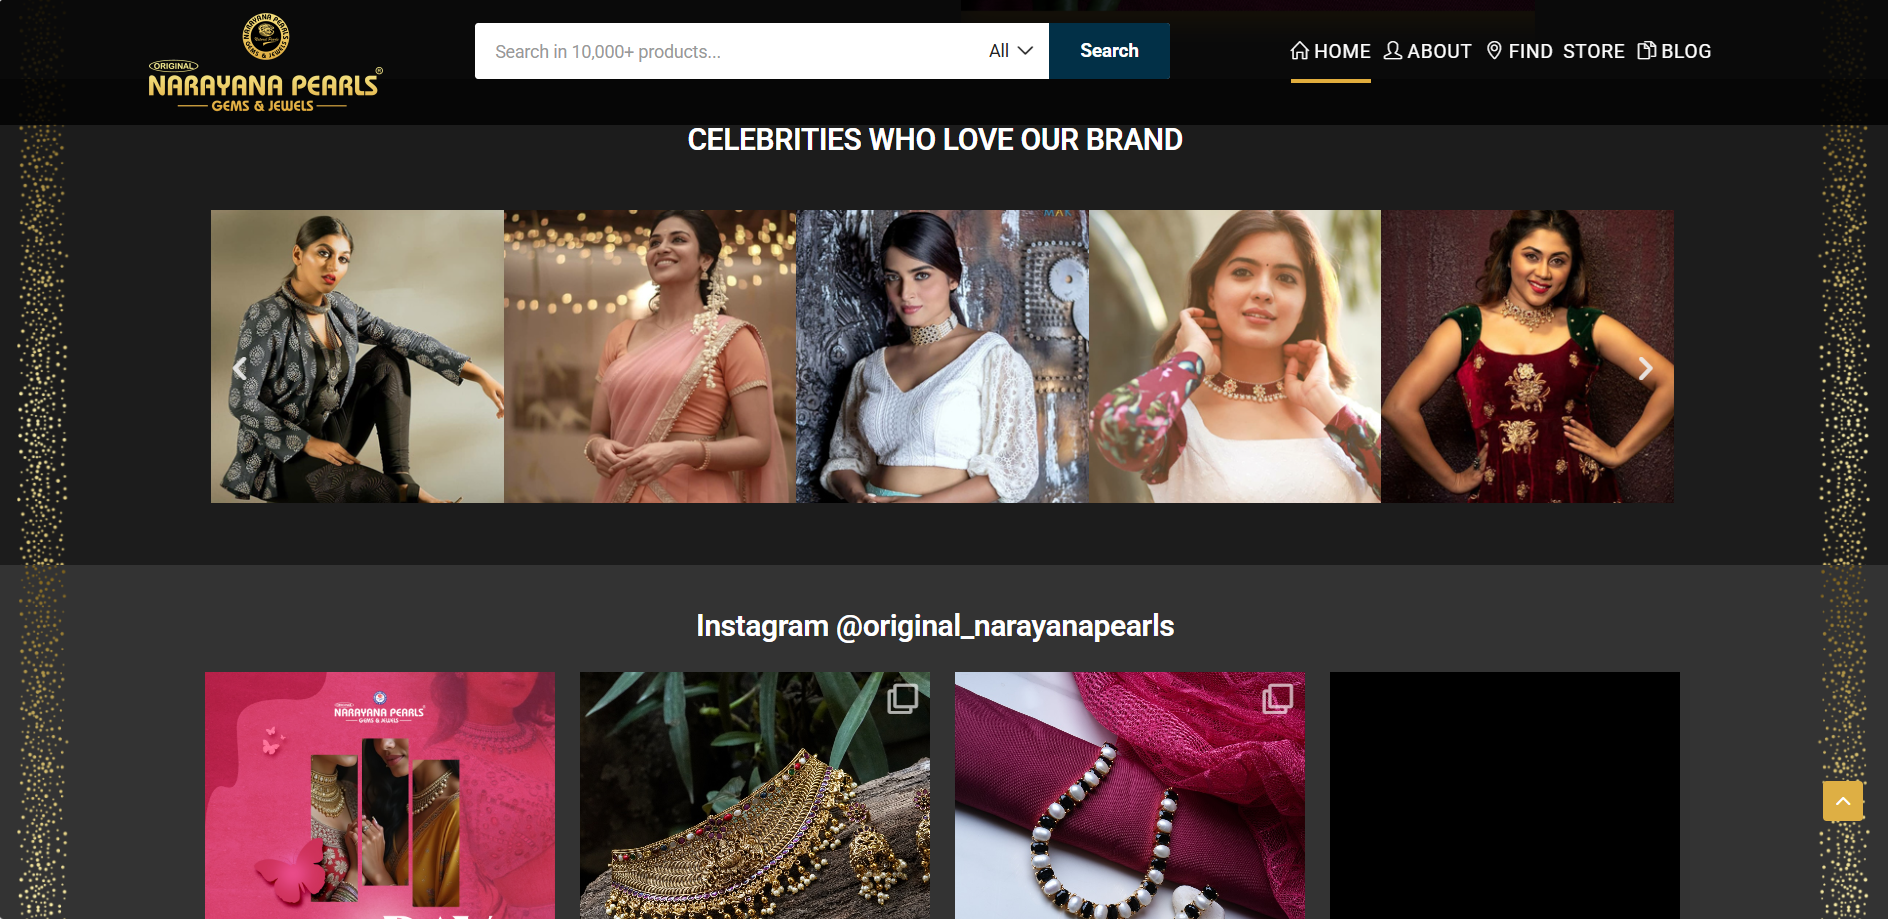 ORIGINAL
NARAYANA PEARLS®
GEMS & JEWELS
Search in 10,000+ products...
All
Search
HOME
ABOUT
FIND STORE
BLOG
CELEBRITIES WHO LOVE OUR BRAND
MAK
Instagram @original_narayanapearls
NARAYANA PEARLS
GEMS & JEWELS